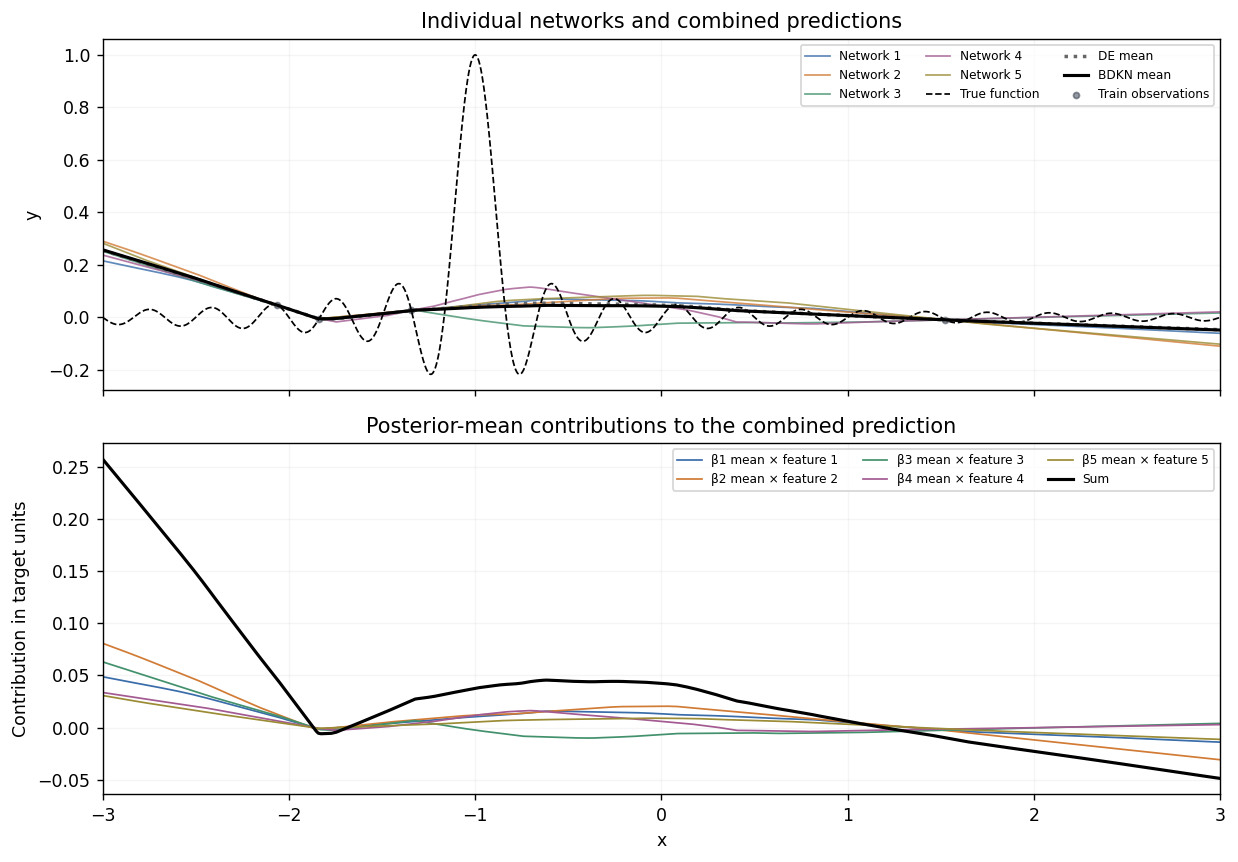 Individual networks and combined predictions
Network 1 Network 4 DE mean
Network 2 Network 5 BDKN mean
Network 3 True function Train observations
1.0
0.8
0.6
0.4
0.2
0.0
−0.2
y
Posterior-mean contributions to the combined prediction
β1 mean × feature 1 β3 mean × feature 3 β5 mean × feature 5
β2 mean × feature 2 β4 mean × feature 4 Sum
0.25
0.20
0.15
0.10
0.05
0.00
−0.05
Contribution in target units
−3 −2 −1 0 1 2 3
x